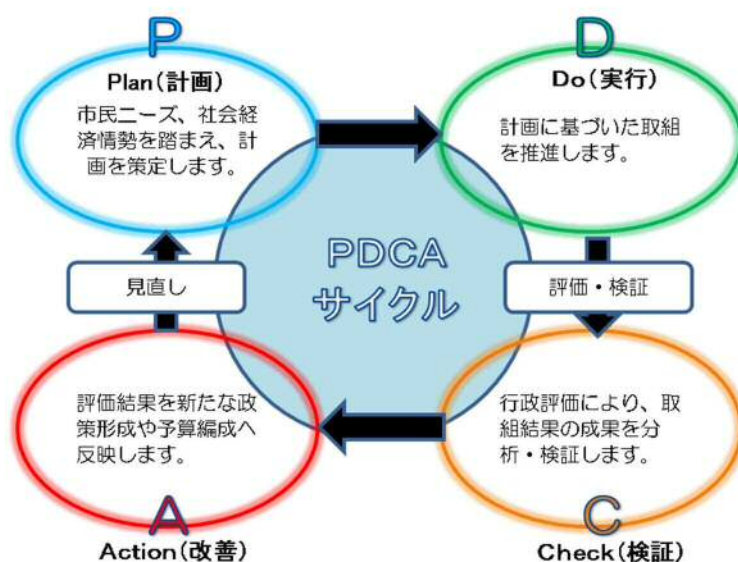 P
Plan(計画)
市民ニーズ、社会経
済情勢を踏まえ、計
画を策定します。
D
Do(実行)
計画に基づいた取組
を推進します。
PDCA
サイクル
見直し
評価・検証
評価結果を新たな政
策形成や予算編成へ
反映します。
A
Action(改善)
行政評価により、取
組結果の成果を分
析・検証します。
C
Check(検証)